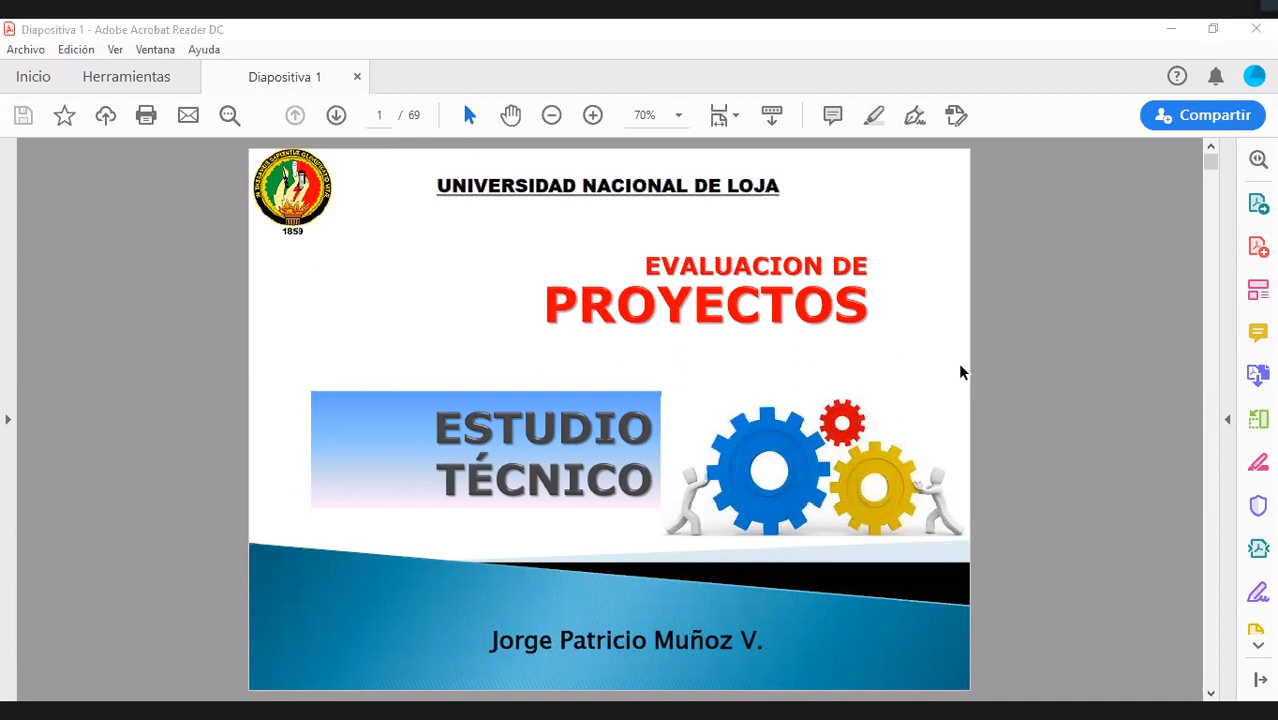 Diapositiva 1 - Adobe Acrobat Reader DC
Archivo Edición Ver Ventana Ayuda
Inicio Herramientas Diapositiva 1
1 / 69 70% Compartir
UNIVERSIDAD NACIONAL DE LOJA
1859
EVALUACION DE
PROYECTOS
ESTUDIO
TÉCNICO
Jorge Patricio Muñoz V.